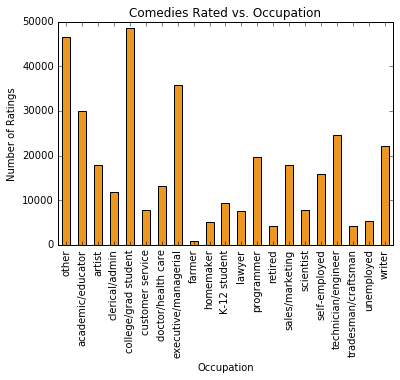 Comedies Rated vs. Occupation
50000
40000
30000
20000
10000
0
Number of Ratings
other
academic/educator
artist
clerical/admin
college/grad student
customer service
doctor/health care
executive/managerial
farmer
homemaker
K-12 student
lawyer
programmer
retired
sales/marketing
scientist
self-employed
technician/engineer
tradesman/craftsman
unemployed
writer
Occupation